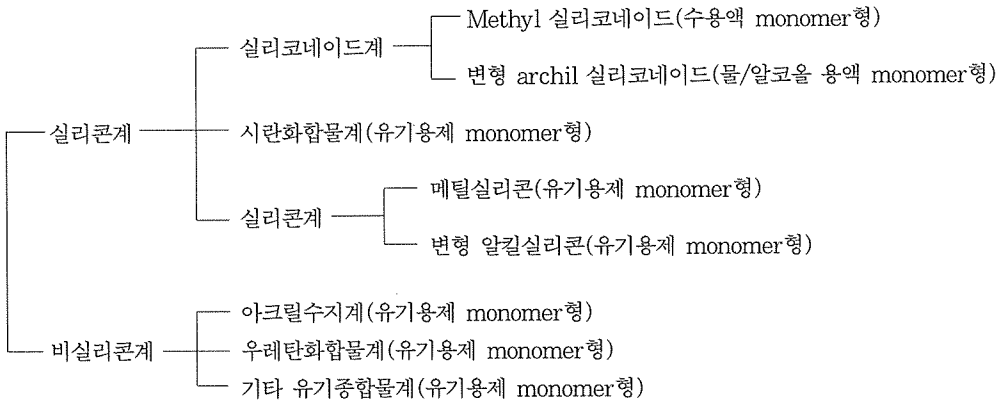 Methyl 실리코네이드(수용액 monomer형)
실리코네이드계
변형 archil 실리코네이드(물/알코올 용액 monomer형)
실리콘계
시란화합물계(유기용제 monomer형)
메틸실리콘(유기용제 monomer형)
실리콘계
변형 알킬실리콘(유기용제 monomer형)
아크릴수지계(유기용제 monomer형)
비실리콘계
우레탄화합물계(유기용제 monomer형)
기타 유기종합물계(유기용제 monomer형)